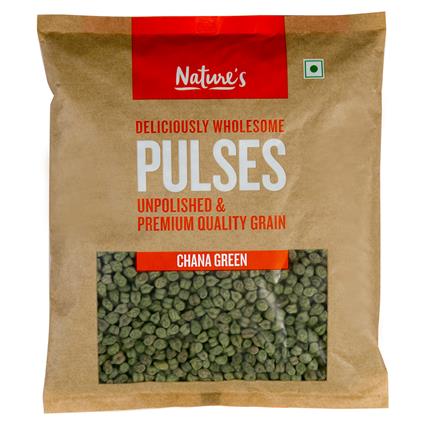 Nature's
DELICIOUSLY WHOLESOME
PULSES
UNPOLISHED &
PREMIUM QUALITY GRAIN
CHANA GREEN